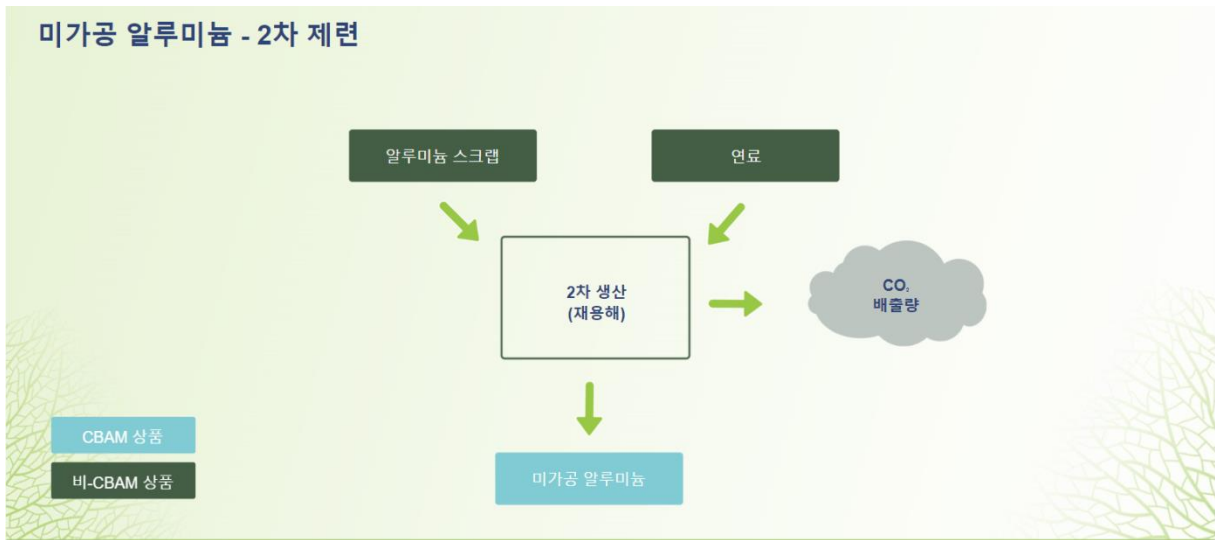 미가공 알루미늄 - 2차 제련
알루미늄 스크랩
연료
2차 생산
(재용해)
CO₂
배출량
CBAM 상품
비-CBAM 상품
미가공 알루미늄